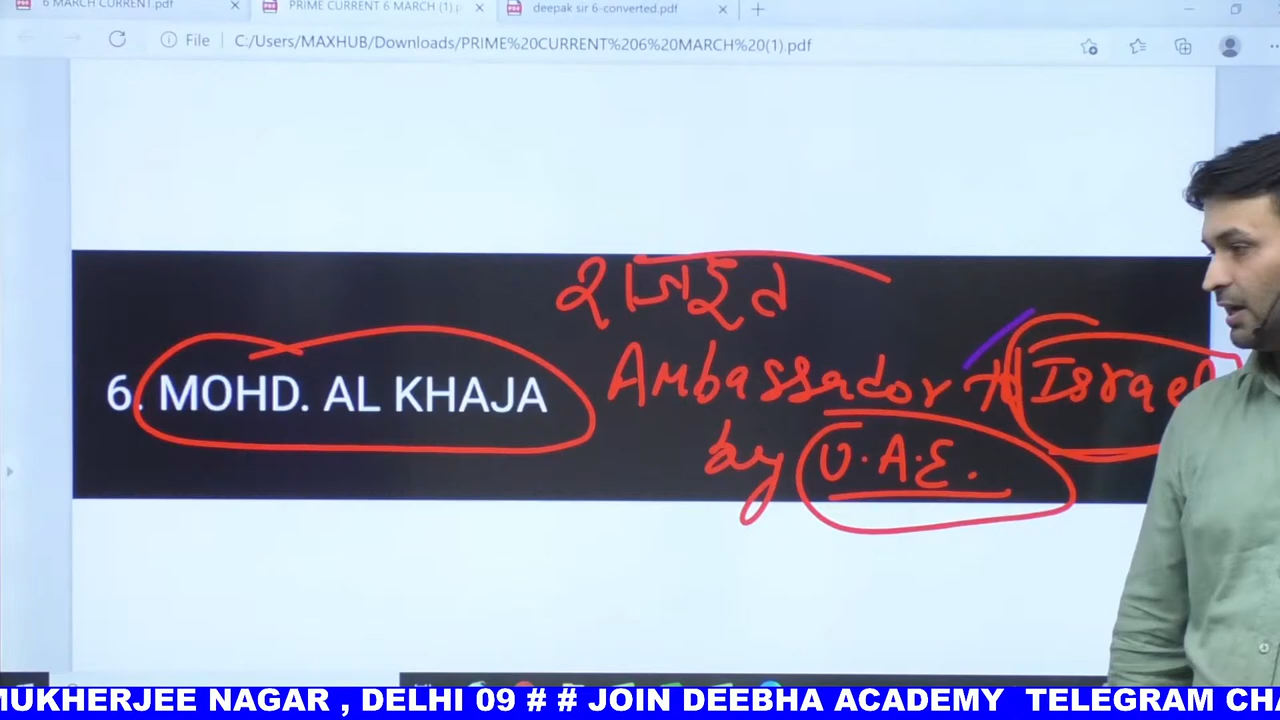 6 MARCH CURRENT.pdf
PRIME CURRENT 6 MARCH (1).p
deepak sir 6-converted.pdf
File
C:/Users/MAXHUB/Downloads/PRIME%20CURRENT%206%20MARCH%20(1).pdf
राजदूत
6. MOHD. AL KHAJA
Ambassador to Israel
by U.A.E.
MUKHERJEE NAGAR , DELHI 09 # # JOIN DEEBHA ACADEMY TELEGRAM CHA